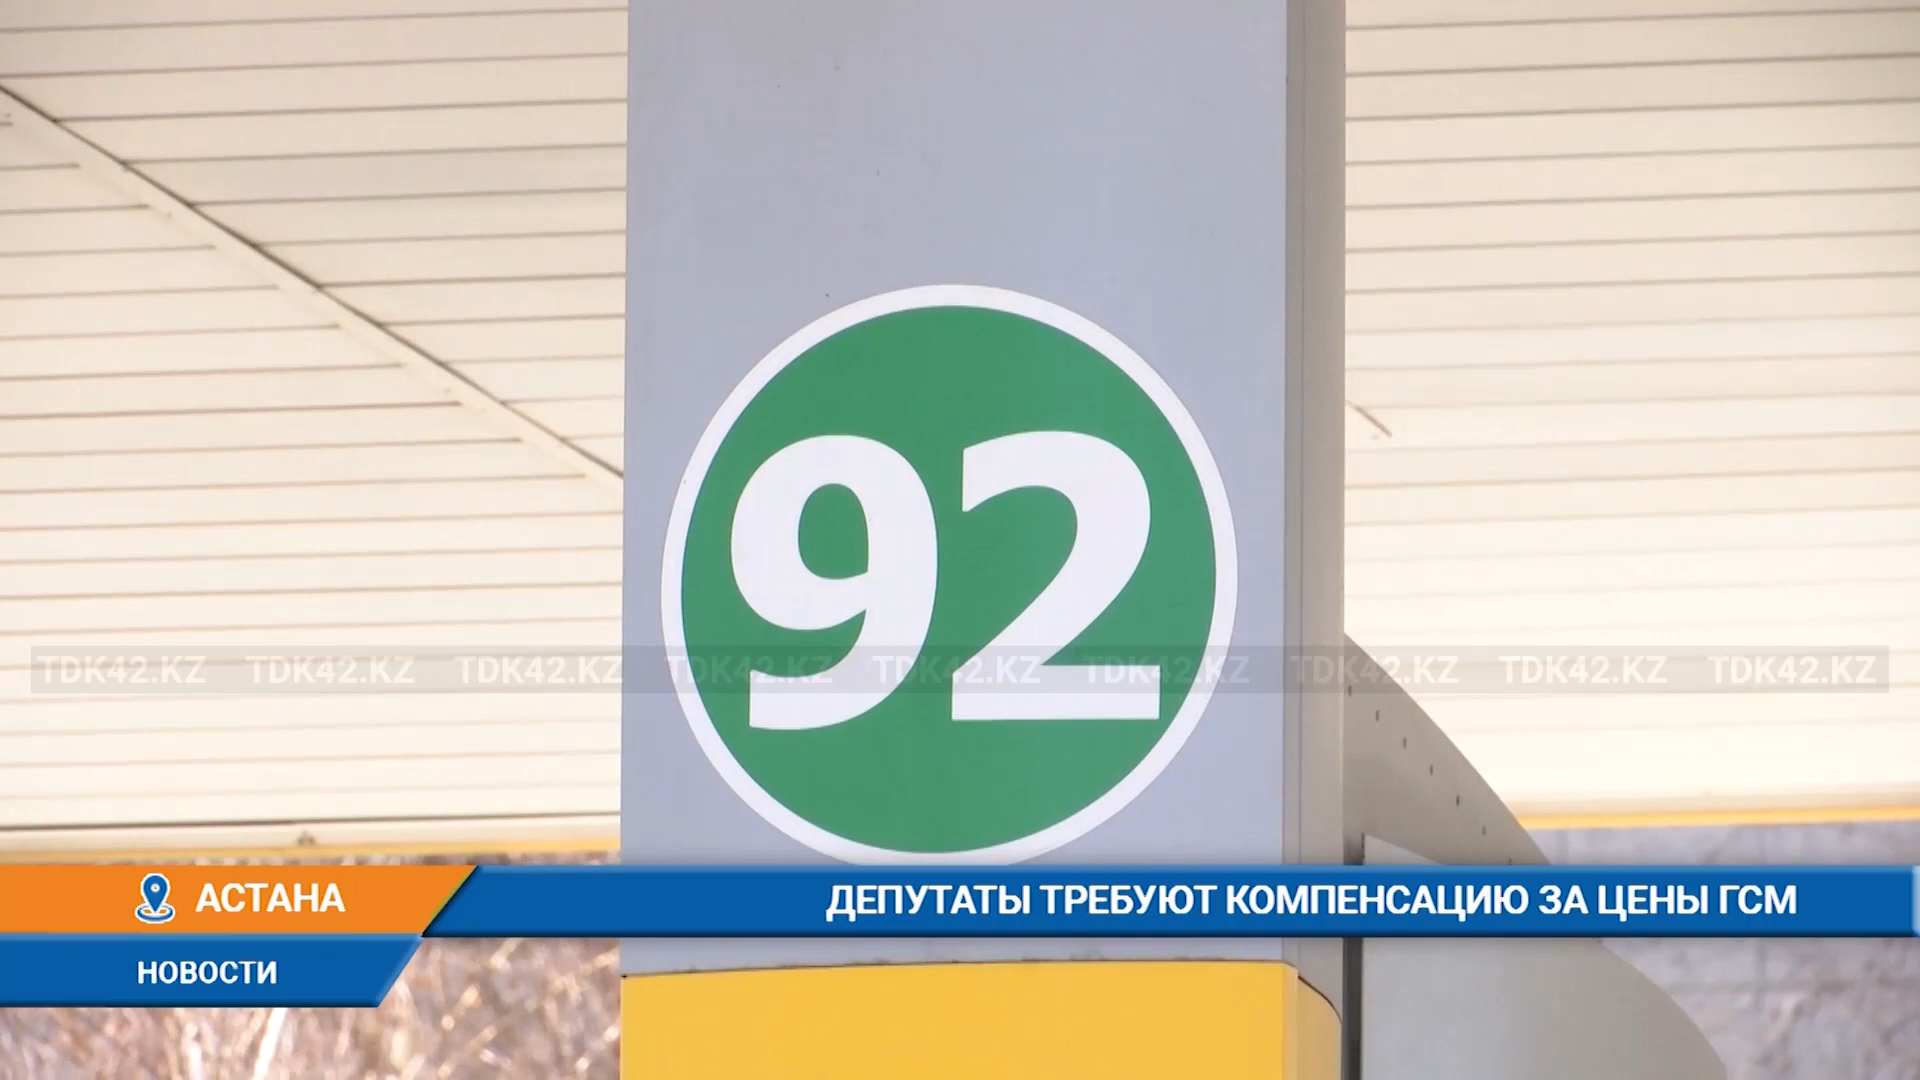 92
TDK42.KZ TDK42.KZ TDK42.KZ TDK42.KZ TDK42.KZ TDK42.KZ TDK42.KZ TDK42.KZ TDK42.KZ
АСТАНА
ДЕПУТАТЫ ТРЕБУЮТ КОМПЕНСАЦИЮ ЗА ЦЕНЫ ГСМ
НОВОСТИ